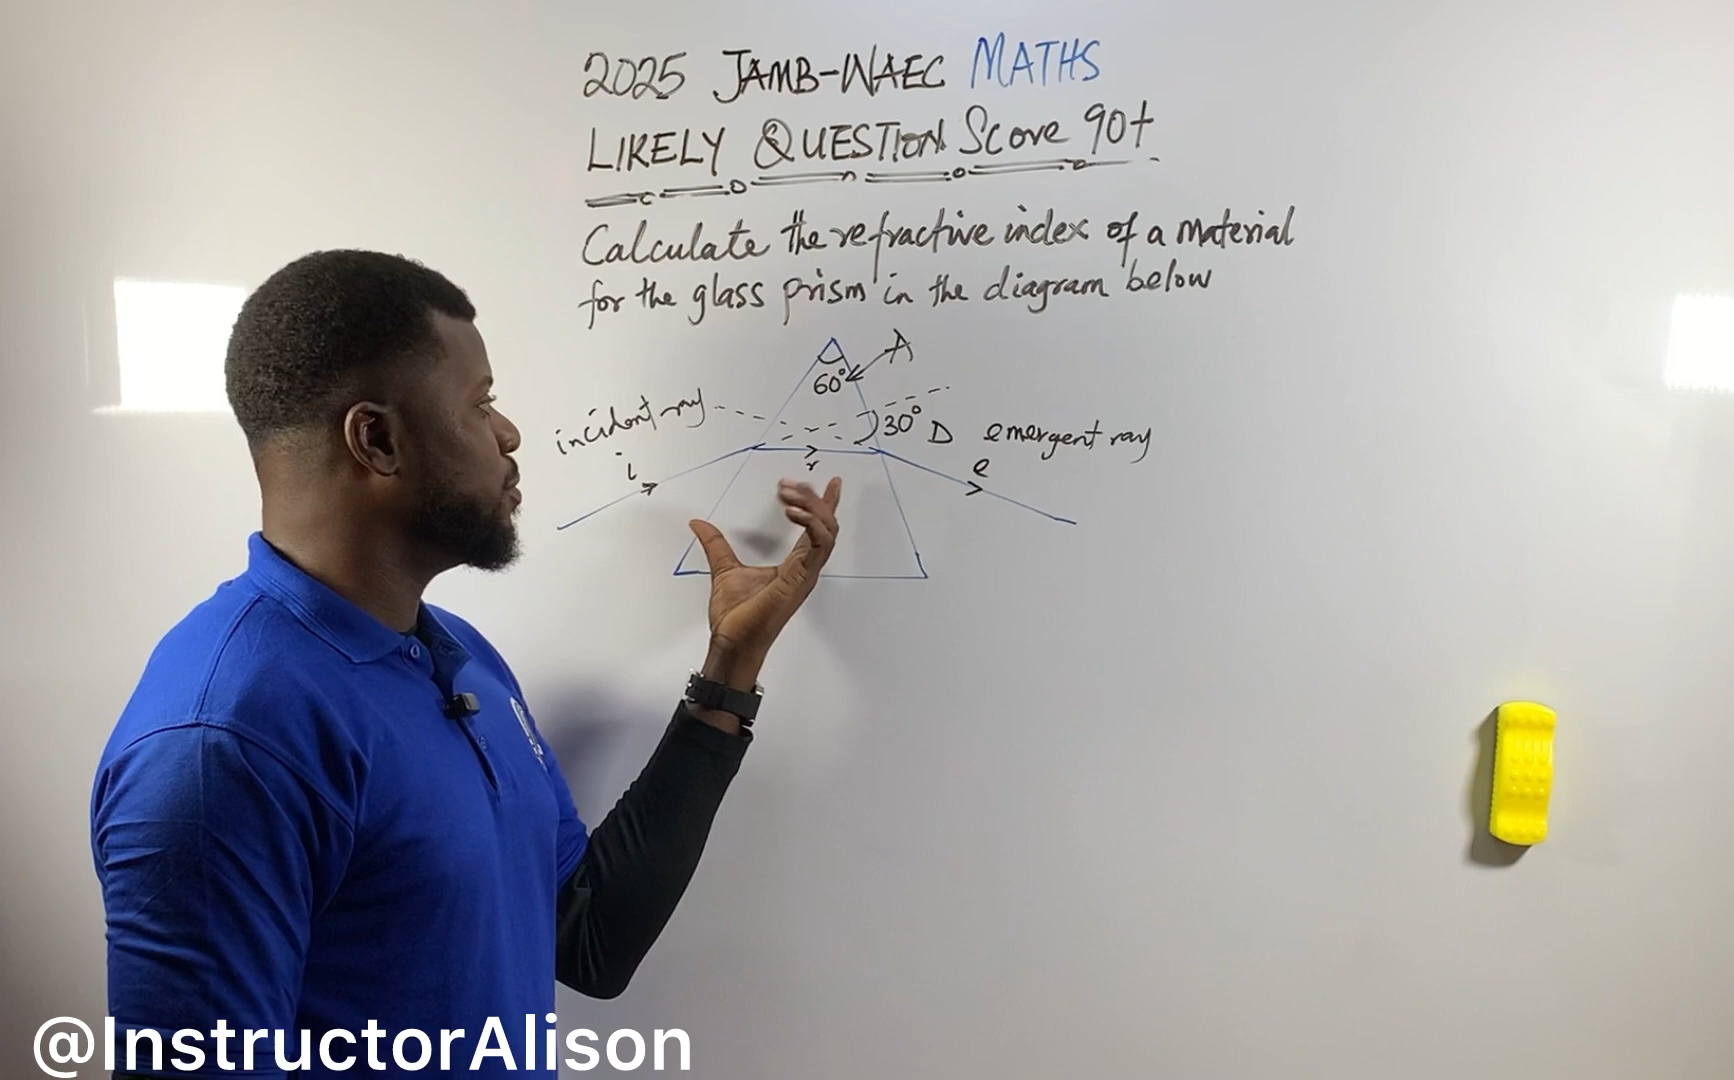 2025 JAMB-WAEC MATHS
LIKELY QUESTION Score 90+
Calculate the refractive index of a material
for the glass prism in the diagram below
A
60°
incident ray
30° D emergent ray
i
r
e
@InstructorAlison